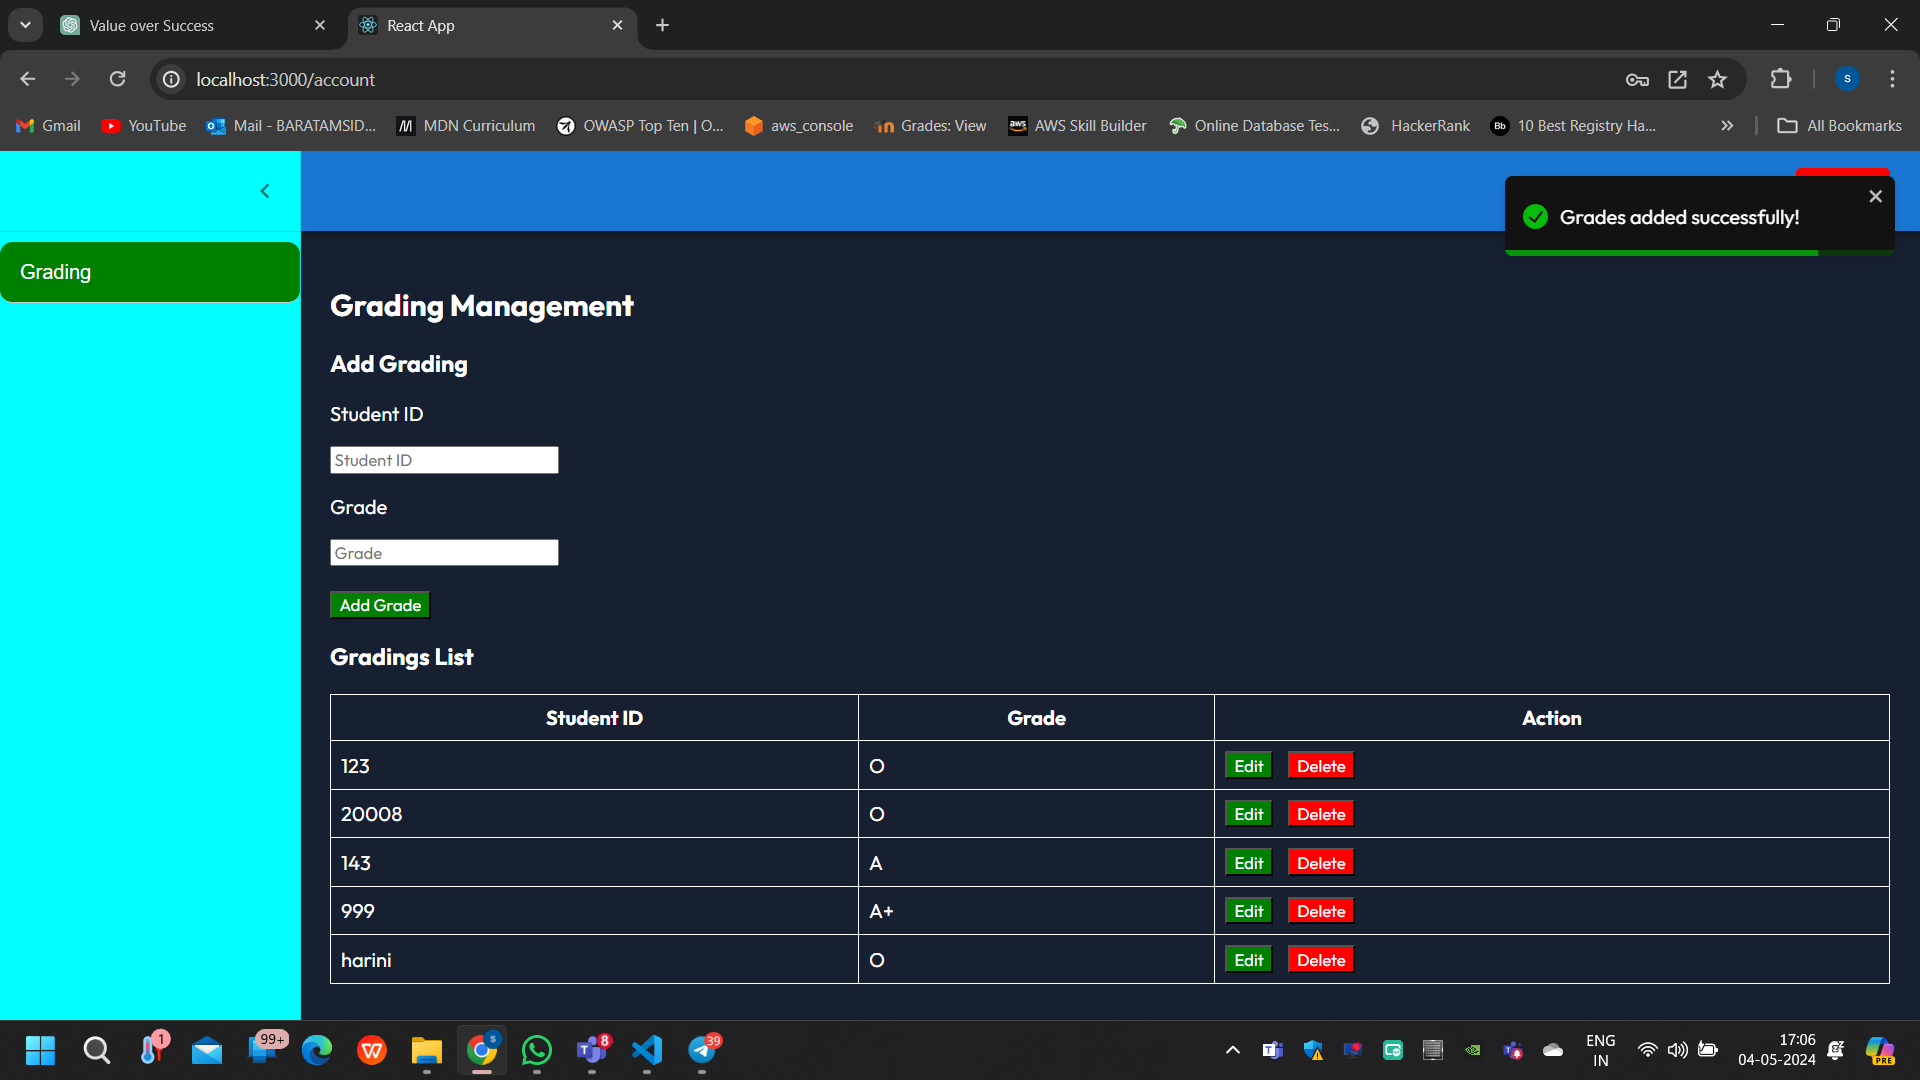 Value over Success
React App
localhost:3000/account
S
Gmail
YouTube
Mail - BARATAMSID...
MDN Curriculum
OWASP Top Ten | O...
aws_console
Grades: View
AWS Skill Builder
Online Database Tes...
HackerRank
Bb
10 Best Registry Ha...
All Bookmarks
Grades added successfully!
Grading
Grading Management
Add Grading
Student ID
Student ID
Grade
Grade
Add Grade
Gradings List
Student ID Grade Action
123 O Edit Delete
20008 O Edit Delete
143 A Edit Delete
999 A+ Edit Delete
harini O Edit Delete
1
99+
S
8
39
ENG
IN
17:06
04-05-2024
PRE